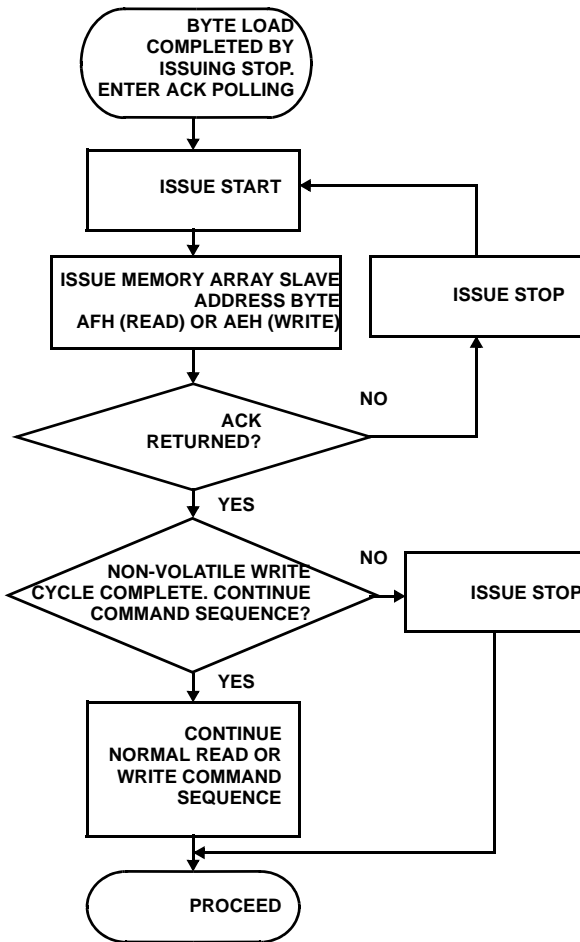 BYTE LOAD
COMPLETED BY
ISSUING STOP.
ENTER ACK POLLING
ISSUE START
ISSUE MEMORY ARRAY SLAVE
ADDRESS BYTE
AFH (READ) OR AEH (WRITE)
ISSUE STOP
ACK
RETURNED?
NO
YES
NON-VOLATILE WRITE
CYCLE COMPLETE. CONTINUE
COMMAND SEQUENCE?
NO
ISSUE STOP
YES
CONTINUE
NORMAL READ OR
WRITE COMMAND
SEQUENCE
PROCEED